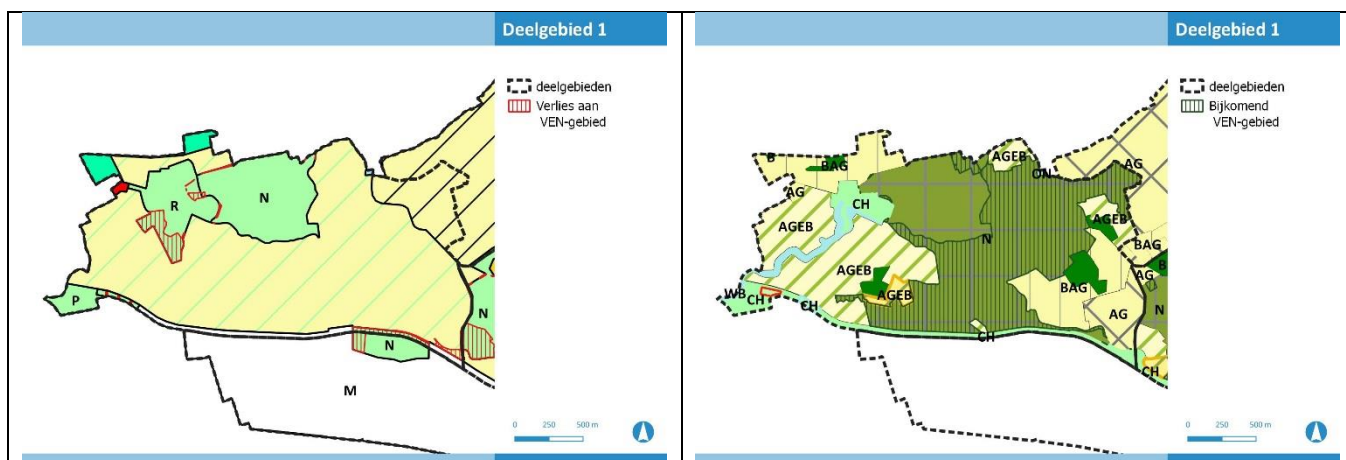 Deelgebied 1
deelgebieden
Verlies aan
VEN-gebied
R
N
P
N
N
M
0 250 500 m
Deelgebied 1
deelgebieden
Bijkomend
VEN-gebied
B
BAG
AGEB
ON
AG
AG
CH
AGEB
AGEB
N
BAG
AGEB
B
AG
BAG
WB
CH
AGEB
CH
AG
N
CH
CH
0 250 500 m